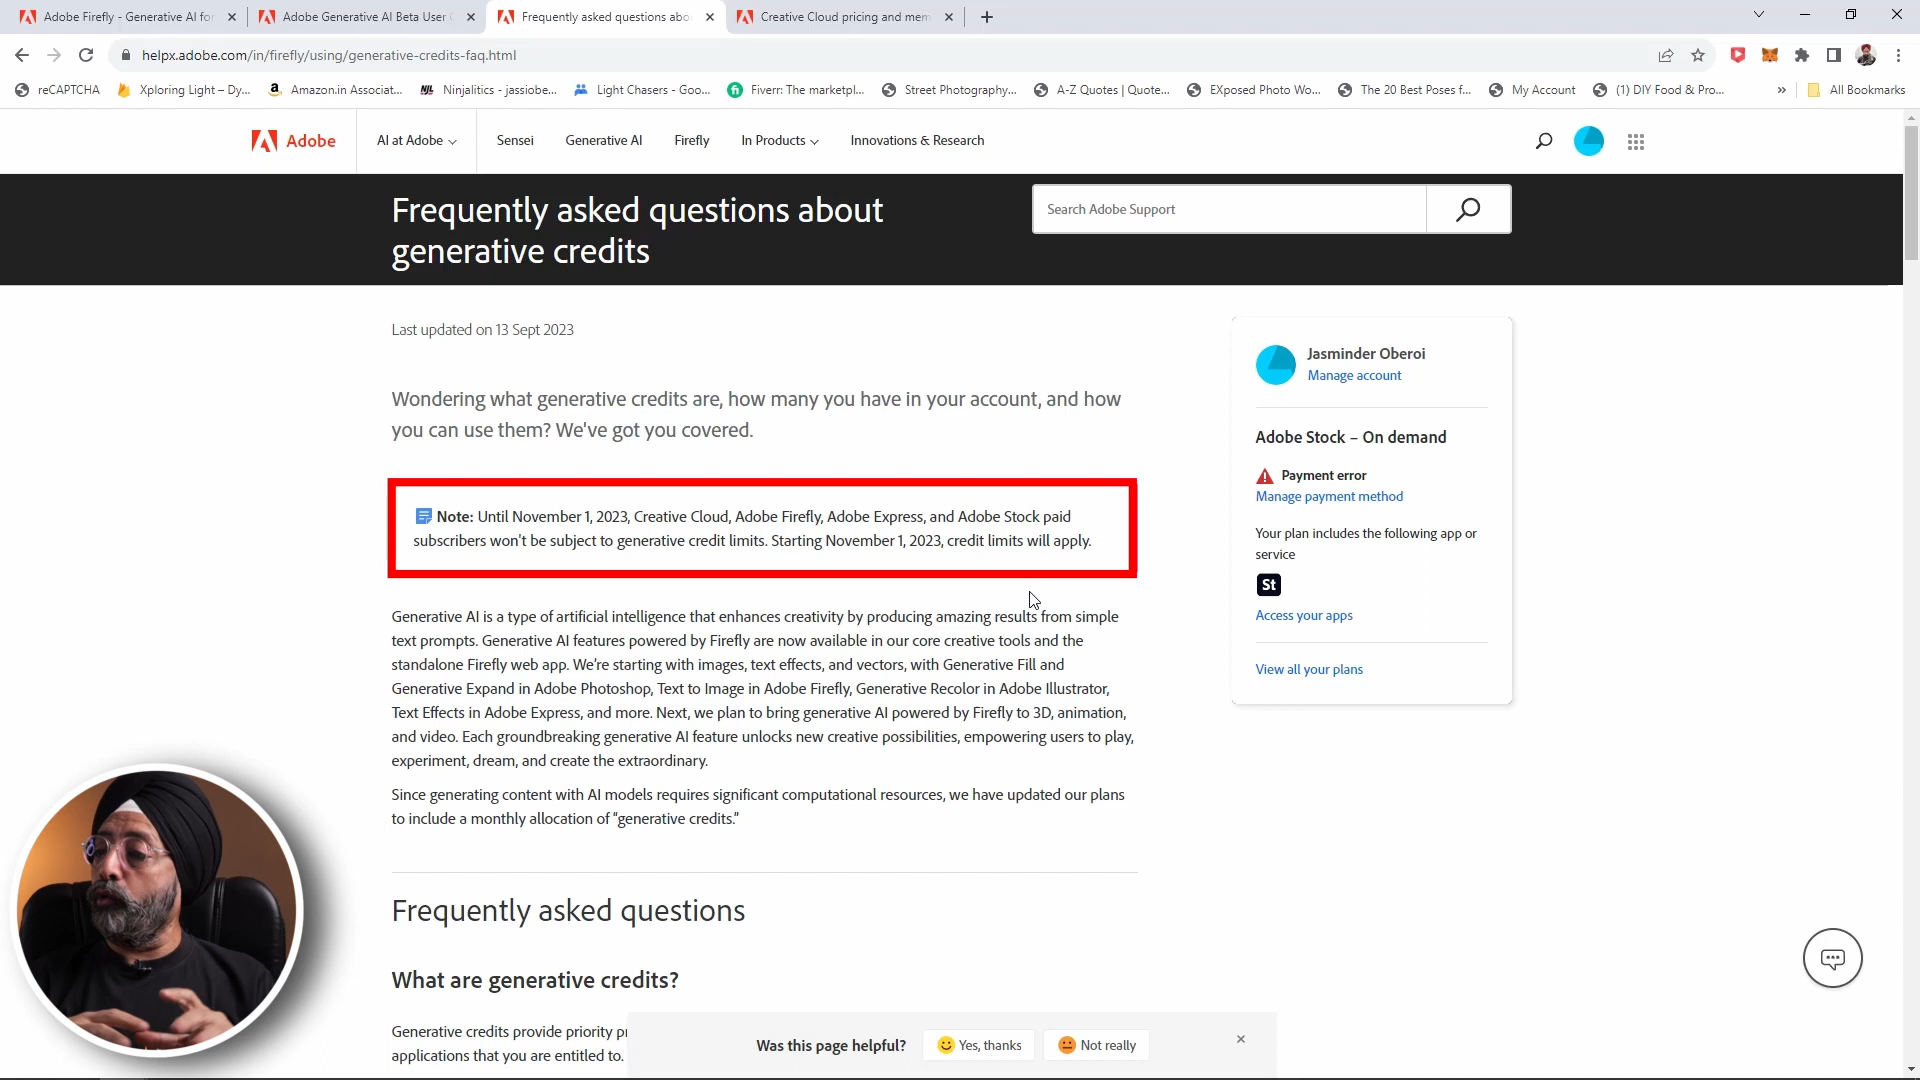 Adobe Firefly - Generative AI for
Adobe Generative AI Beta User G
Frequently asked questions abo
Creative Cloud pricing and mem
helpx.adobe.com/in/firefly/using/generative-credits-faq.html
reCAPTCHA
Xploring Light – Dy...
Amazon.in Associat...
Ninjalitics - jassiobe...
Light Chasers - Goo...
Fiverr: The marketpl...
Street Photography...
A-Z Quotes | Quote...
EXposed Photo Wo...
The 20 Best Poses f...
My Account
(1) DIY Food & Pro...
»
All Bookmarks
Adobe
AI at Adobe
Sensei
Generative AI
Firefly
In Products
Innovations & Research
Frequently asked questions about
generative credits
Search Adobe Support
Last updated on 13 Sept 2023
Wondering what generative credits are, how many you have in your account, and how
you can use them? We've got you covered.
Note: Until November 1, 2023, Creative Cloud, Adobe Firefly, Adobe Express, and Adobe Stock paid
subscribers won't be subject to generative credit limits. Starting November 1, 2023, credit limits will apply.
Generative AI is a type of artificial intelligence that enhances creativity by producing amazing results from simple
text prompts. Generative AI features powered by Firefly are now available in our core creative tools and the
standalone Firefly web app. We're starting with images, text effects, and vectors, with Generative Fill and
Generative Expand in Adobe Photoshop, Text to Image in Adobe Firefly, Generative Recolor in Adobe Illustrator,
Text Effects in Adobe Express, and more. Next, we plan to bring generative AI powered by Firefly to 3D, animation,
and video. Each groundbreaking generative AI feature unlocks new creative possibilities, empowering users to play,
experiment, dream, and create the extraordinary.
Since generating content with AI models requires significant computational resources, we have updated our plans
to include a monthly allocation of “generative credits.”
Frequently asked questions
What are generative credits?
Generative credits provide priority pr
applications that you are entitled to.
Jasminder Oberoi
Manage account
Adobe Stock – On demand
Payment error
Manage payment method
Your plan includes the following app or
service
St
Access your apps
View all your plans
Was this page helpful?
Yes, thanks
Not really